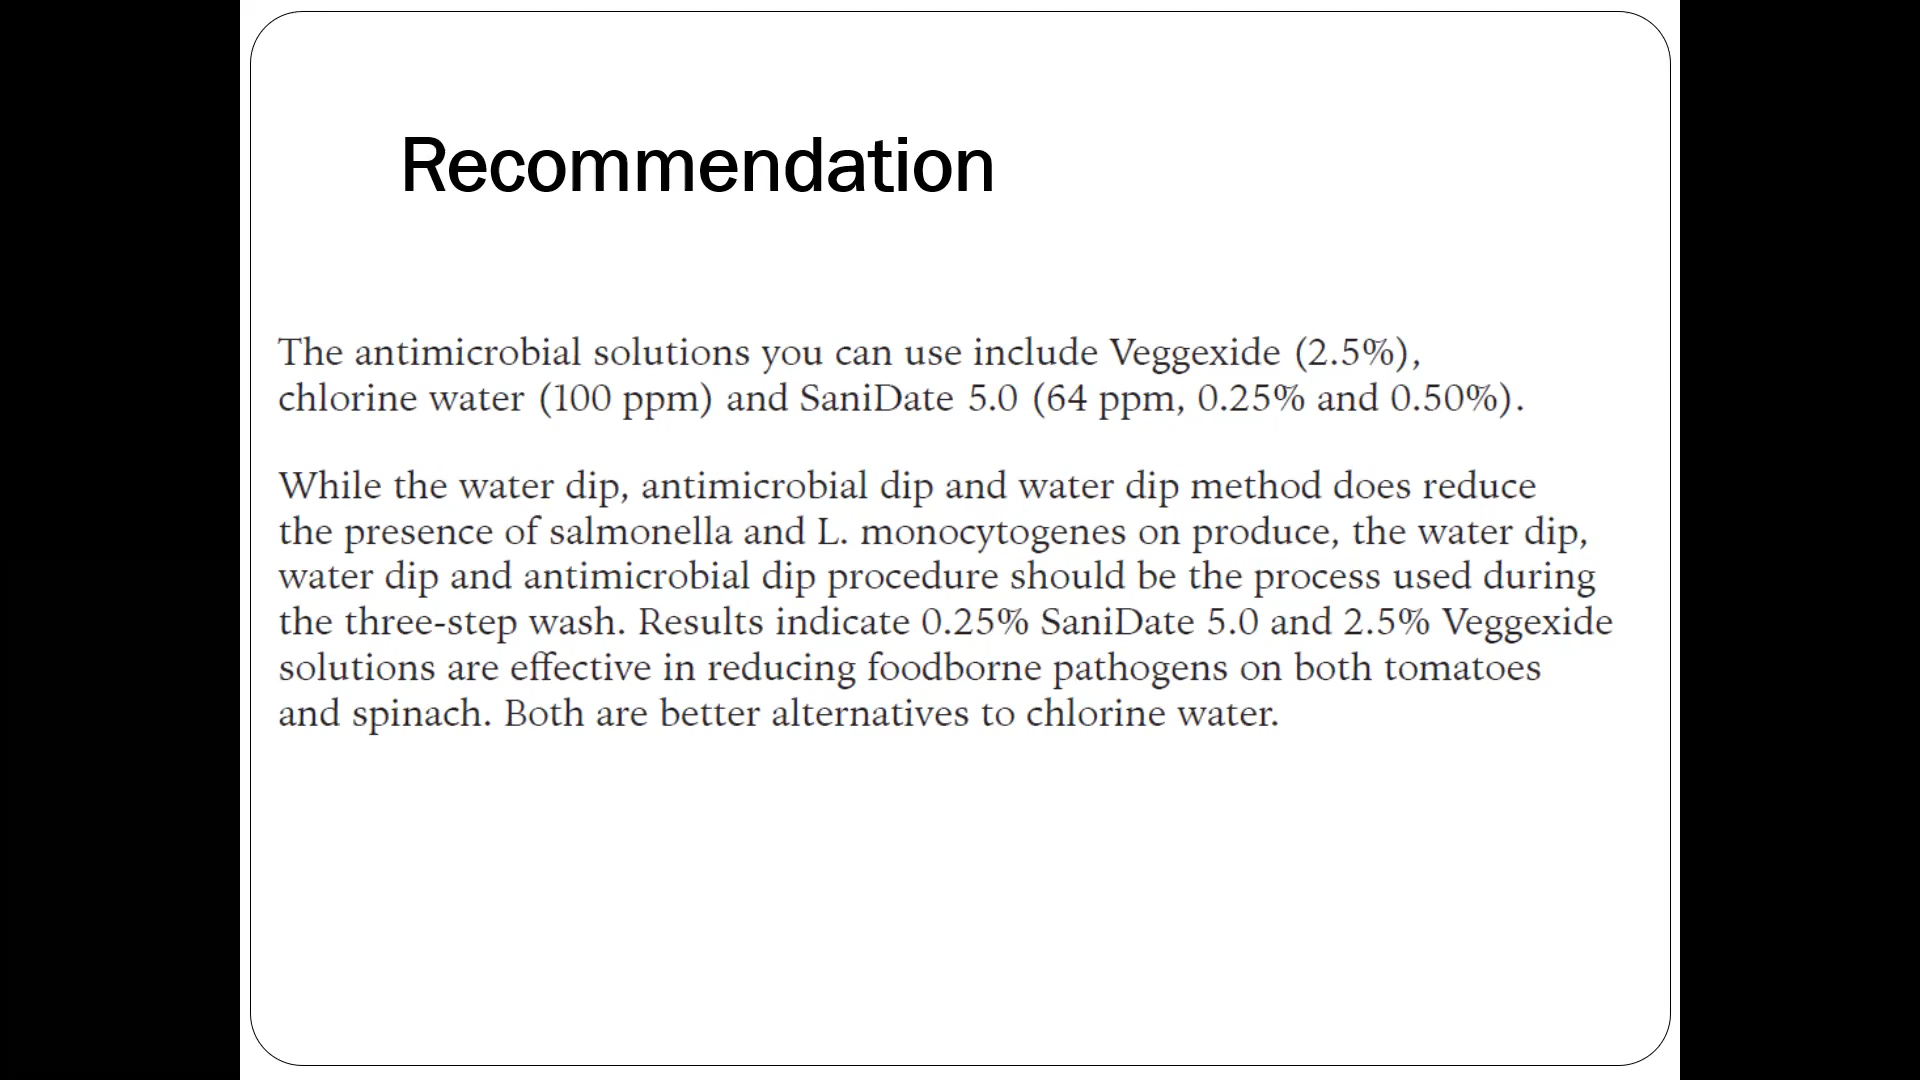 Recommendation
The antimicrobial solutions you can use include Veggexide (2.5%),
chlorine water (100 ppm) and SaniDate 5.0 (64 ppm, 0.25% and 0.50%).
While the water dip, antimicrobial dip and water dip method does reduce
the presence of salmonella and L. monocytogenes on produce, the water dip,
water dip and antimicrobial dip procedure should be the process used during
the three-step wash. Results indicate 0.25% SaniDate 5.0 and 2.5% Veggexide
solutions are effective in reducing foodborne pathogens on both tomatoes
and spinach. Both are better alternatives to chlorine water.